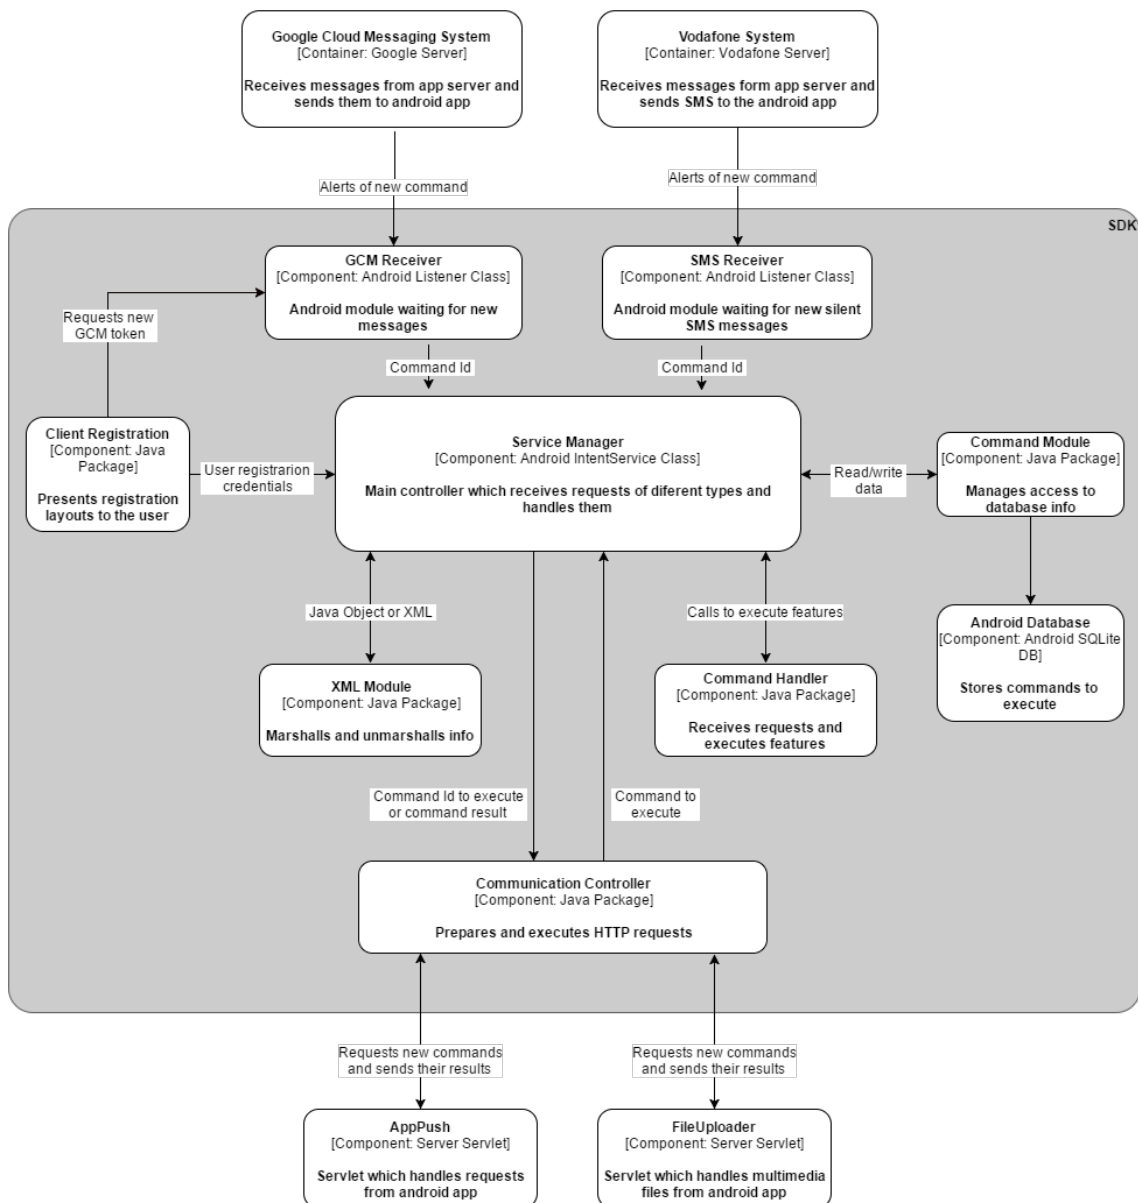 Google Cloud Messaging System
[Container: Google Server]
Receives messages from app server and
sends them to android app
Vodafone System
[Container: Vodafone Server]
Receives messages form app server and
sends SMS to the android app
Alerts of new command
Alerts of new command
SDK
GCM Receiver
[Component: Android Listener Class]
Android module waiting for new
messages
SMS Receiver
[Component: Android Listener Class]
Android module waiting for new silent
SMS messages
Requests new
GCM token
Command Id
Command Id
Client Registration
[Component: Java
Package]
Presents registration
layouts to the user
User registrarion
credentials
Service Manager
[Component: Android IntentService Class]
Main controller which receives requests of diferent types and
handles them
Read/write
data
Command Module
[Component: Java Package]
Manages access to
database info
Java Object or XML
Calls to execute features
Android Database
[Component: Android SQLite
DB]
Stores commands to
execute
XML Module
[Component: Java Package]
Marshalls and unmarshalls info
Command Handler
[Component: Java Package]
Receives requests and
executes features
Command Id to execute
or command result
Command to
execute
Communication Controller
[Component: Java Package]
Prepares and executes HTTP requests
Requests new commands
and sends their results
Requests new commands
and sends their results
AppPush
[Component: Server Servlet]
Servlet which handles requests
from android app
FileUploader
[Component: Server Servlet]
Servlet which handles multimedia
files from android app